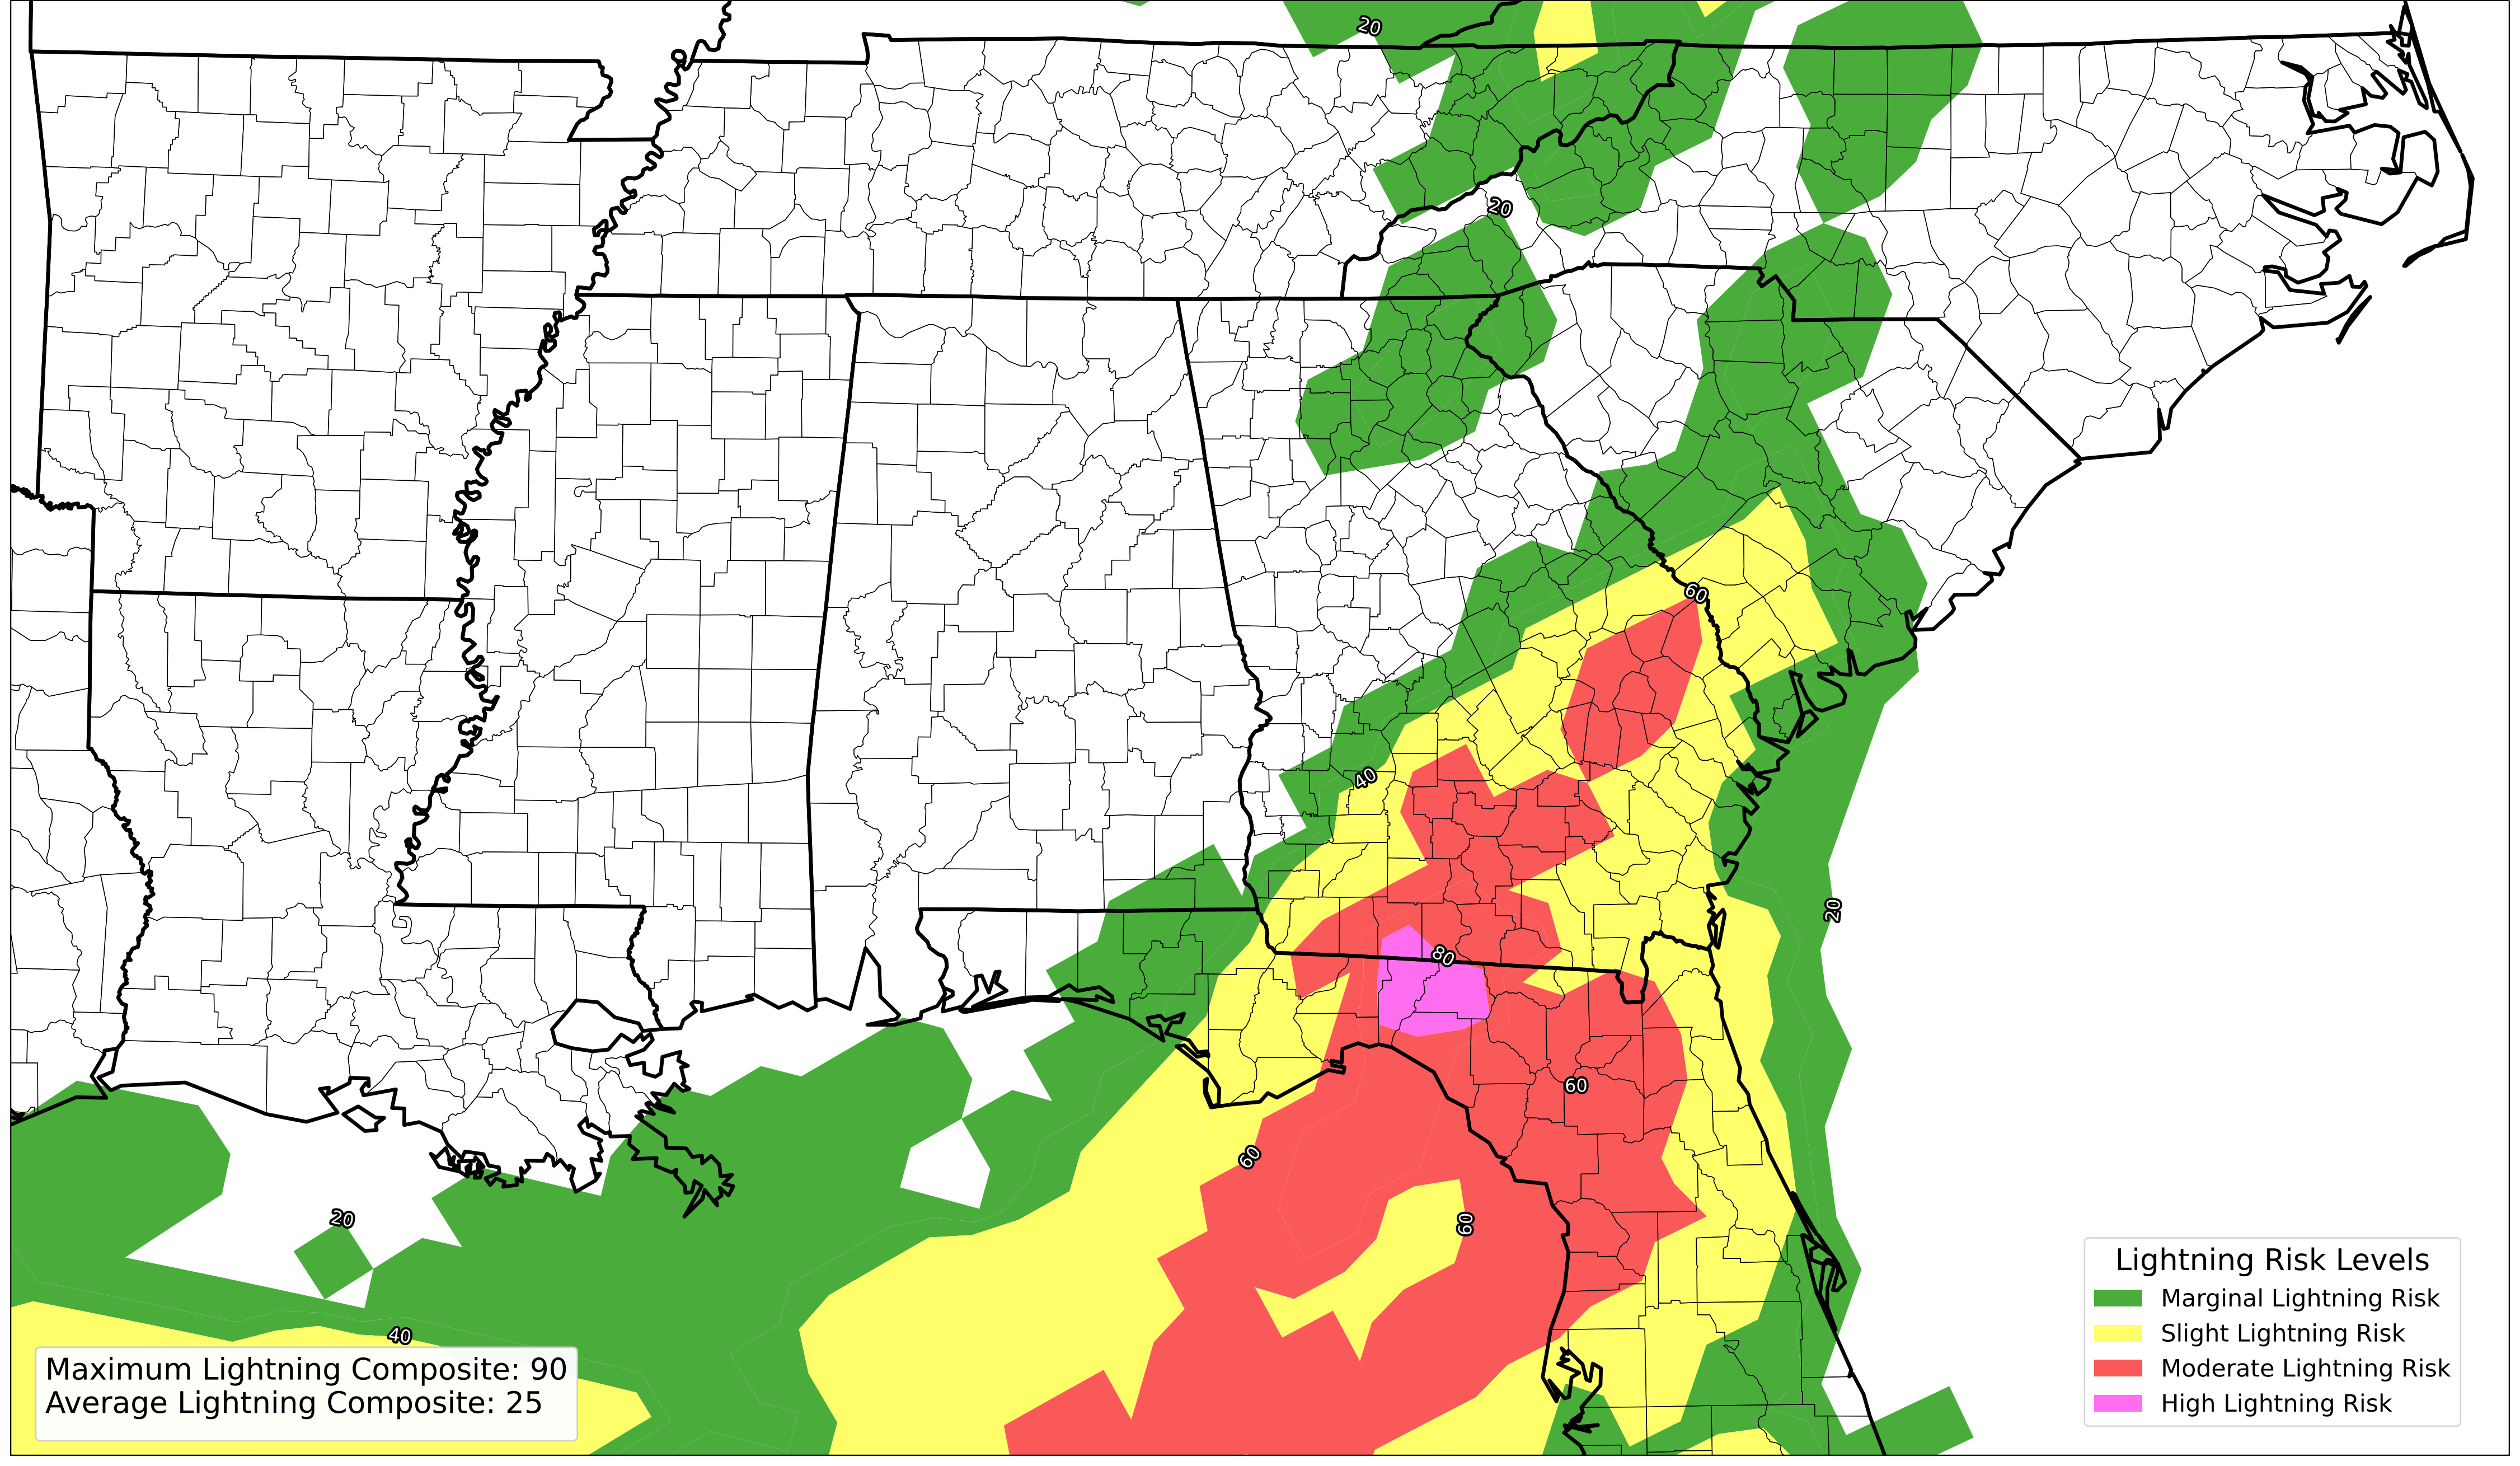 20
20
60
40
80
20
60
60
60
20
40
Maximum Lightning Composite: 90
Average Lightning Composite: 25
Lightning Risk Levels
Marginal Lightning Risk
Slight Lightning Risk
Moderate Lightning Risk
High Lightning Risk